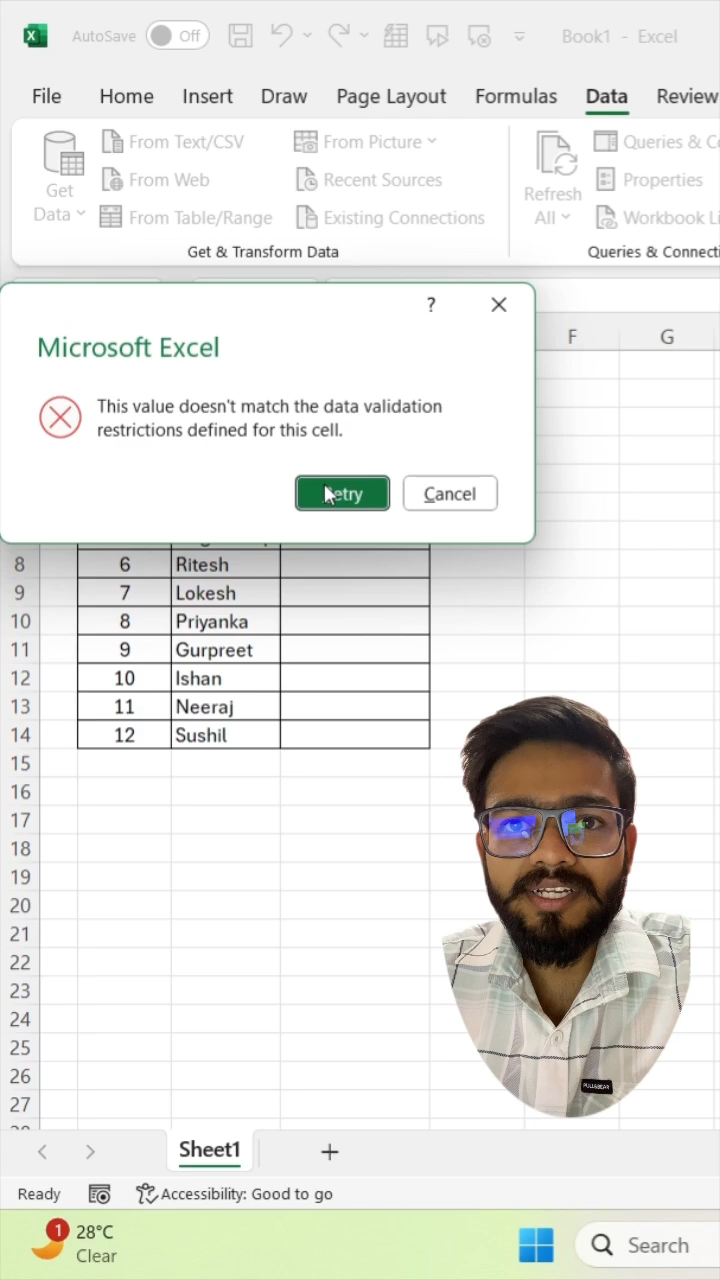 AutoSave Off Book1 - Excel
File Home Insert Draw Page Layout Formulas Data Review
From Text/CSV From Picture
Get Data
From Web Recent Sources
From Table/Range Existing Connections
Get & Transform Data
Refresh All
Queries &
Properties
Workbook
Queries &
?
Microsoft Excel
This value doesn't match the data validation
restrictions defined for this cell.
Cancel
F G
8 6 Ritesh
9 7 Lokesh
10 8 Priyanka
11 9 Gurpreet
12 10 Ishan
13 11 Neeraj
14 12 Sushil
15
16
17
18
19
20
21
22
23
24
25
26
27
PULL&BEAR
Sheet1
Ready Accessibility: Good to go
1 28°C
Clear
Search